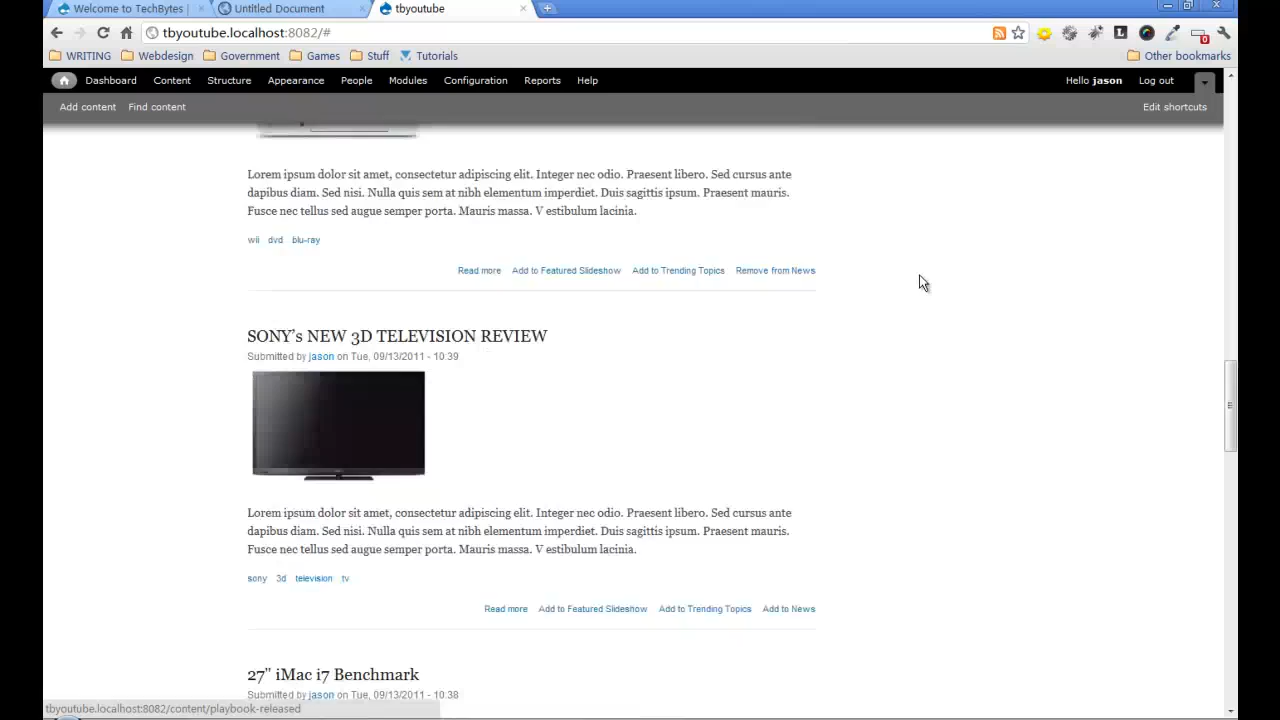 Welcome to TechBytes |
Untitled Document
tbyoutube
tbyoutube.localhost:8082/#
WRITING Webdesign Government Games Stuff Tutorials Other bookmarks
0
Dashboard Content Structure Appearance People Modules Configuration Reports Help Hello jason Log out
Add content Find content Edit shortcuts
Lorem ipsum dolor sit amet, consectetur adipiscing elit. Integer nec odio. Praesent libero. Sed cursus ante
dapibus diam. Sed nisi. Nulla quis sem at nibh elementum imperdiet. Duis sagittis ipsum. Praesent mauris.
Fusce nec tellus sed augue semper porta. Mauris massa. V estibulum lacinia.
wii dvd blu-ray
Read more Add to Featured Slideshow Add to Trending Topics Remove from News
SONY's NEW 3D TELEVISION REVIEW
Submitted by jason on Tue, 09/13/2011 - 10:39
Lorem ipsum dolor sit amet, consectetur adipiscing elit. Integer nec odio. Praesent libero. Sed cursus ante
dapibus diam. Sed nisi. Nulla quis sem at nibh elementum imperdiet. Duis sagittis ipsum. Praesent mauris.
Fusce nec tellus sed augue semper porta. Mauris massa. V estibulum lacinia.
sony 3d television tv
Read more Add to Featured Slideshow Add to Trending Topics Add to News
27" iMac i7 Benchmark
Submitted by jason on Tue, 09/13/2011 - 10:38
tbyoutube.localhost:8082/content/playbook-released